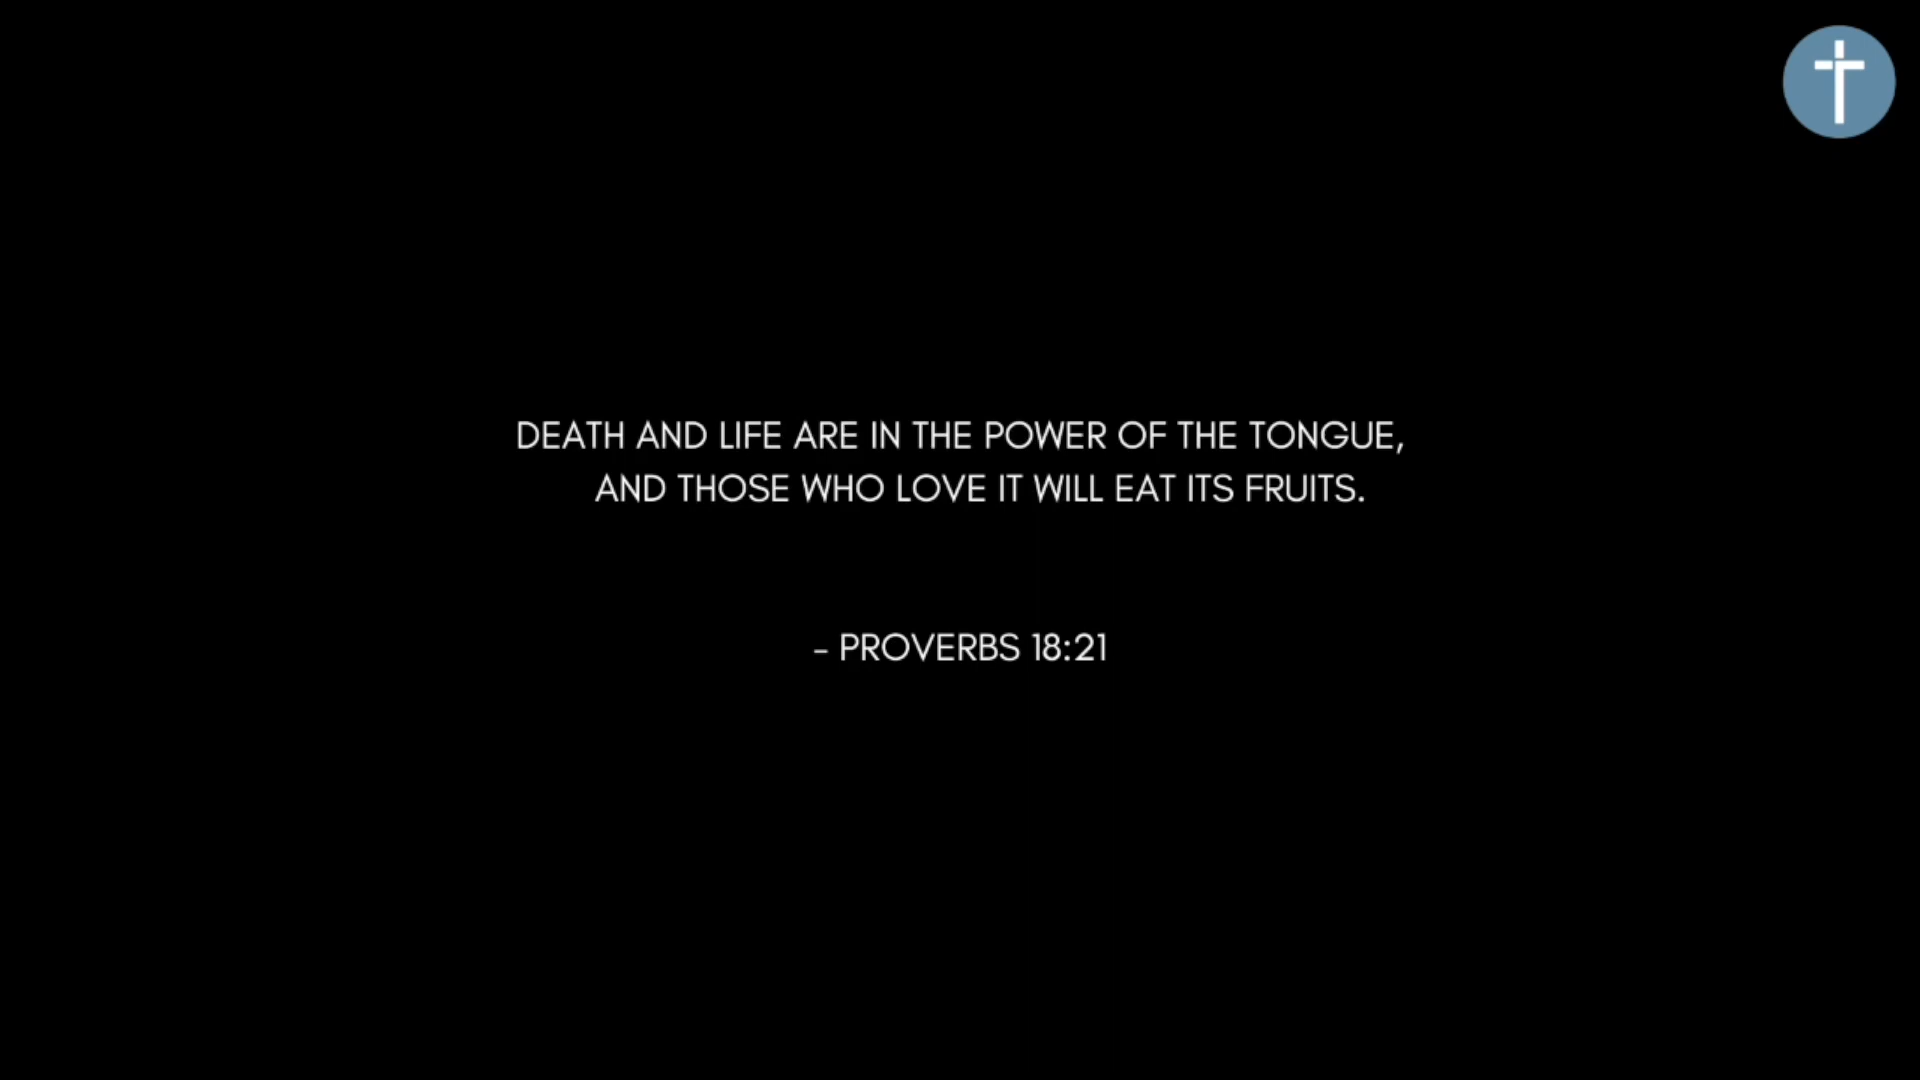 DEATH AND LIFE ARE IN THE POWER OF THE TONGUE,
AND THOSE WHO LOVE IT WILL EAT ITS FRUITS.
- PROVERBS 18:21